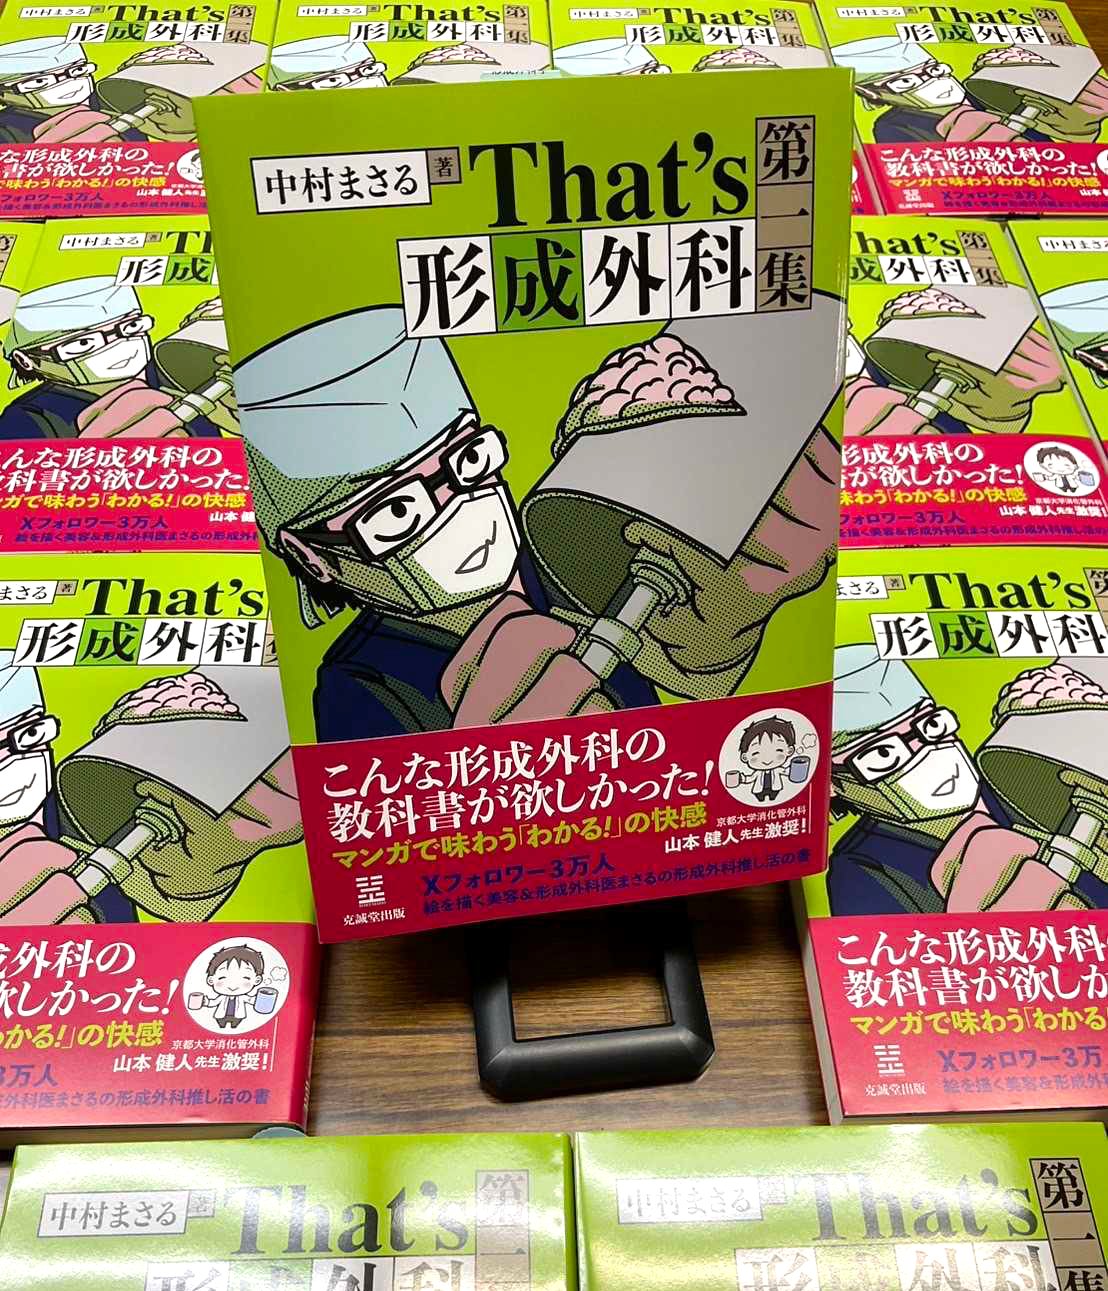 中村まさる 著
That's
形成外科
第一集
こんな形成外科の
教科書が欲しかった!
マンガで味わう「わかる!」の快感
京都大学消化管外科
山本 健人先生激奨!
Xフォロワー3万人
絵を描く美容&形成外科医まさるの形成外科推し活の書
克誠堂出版